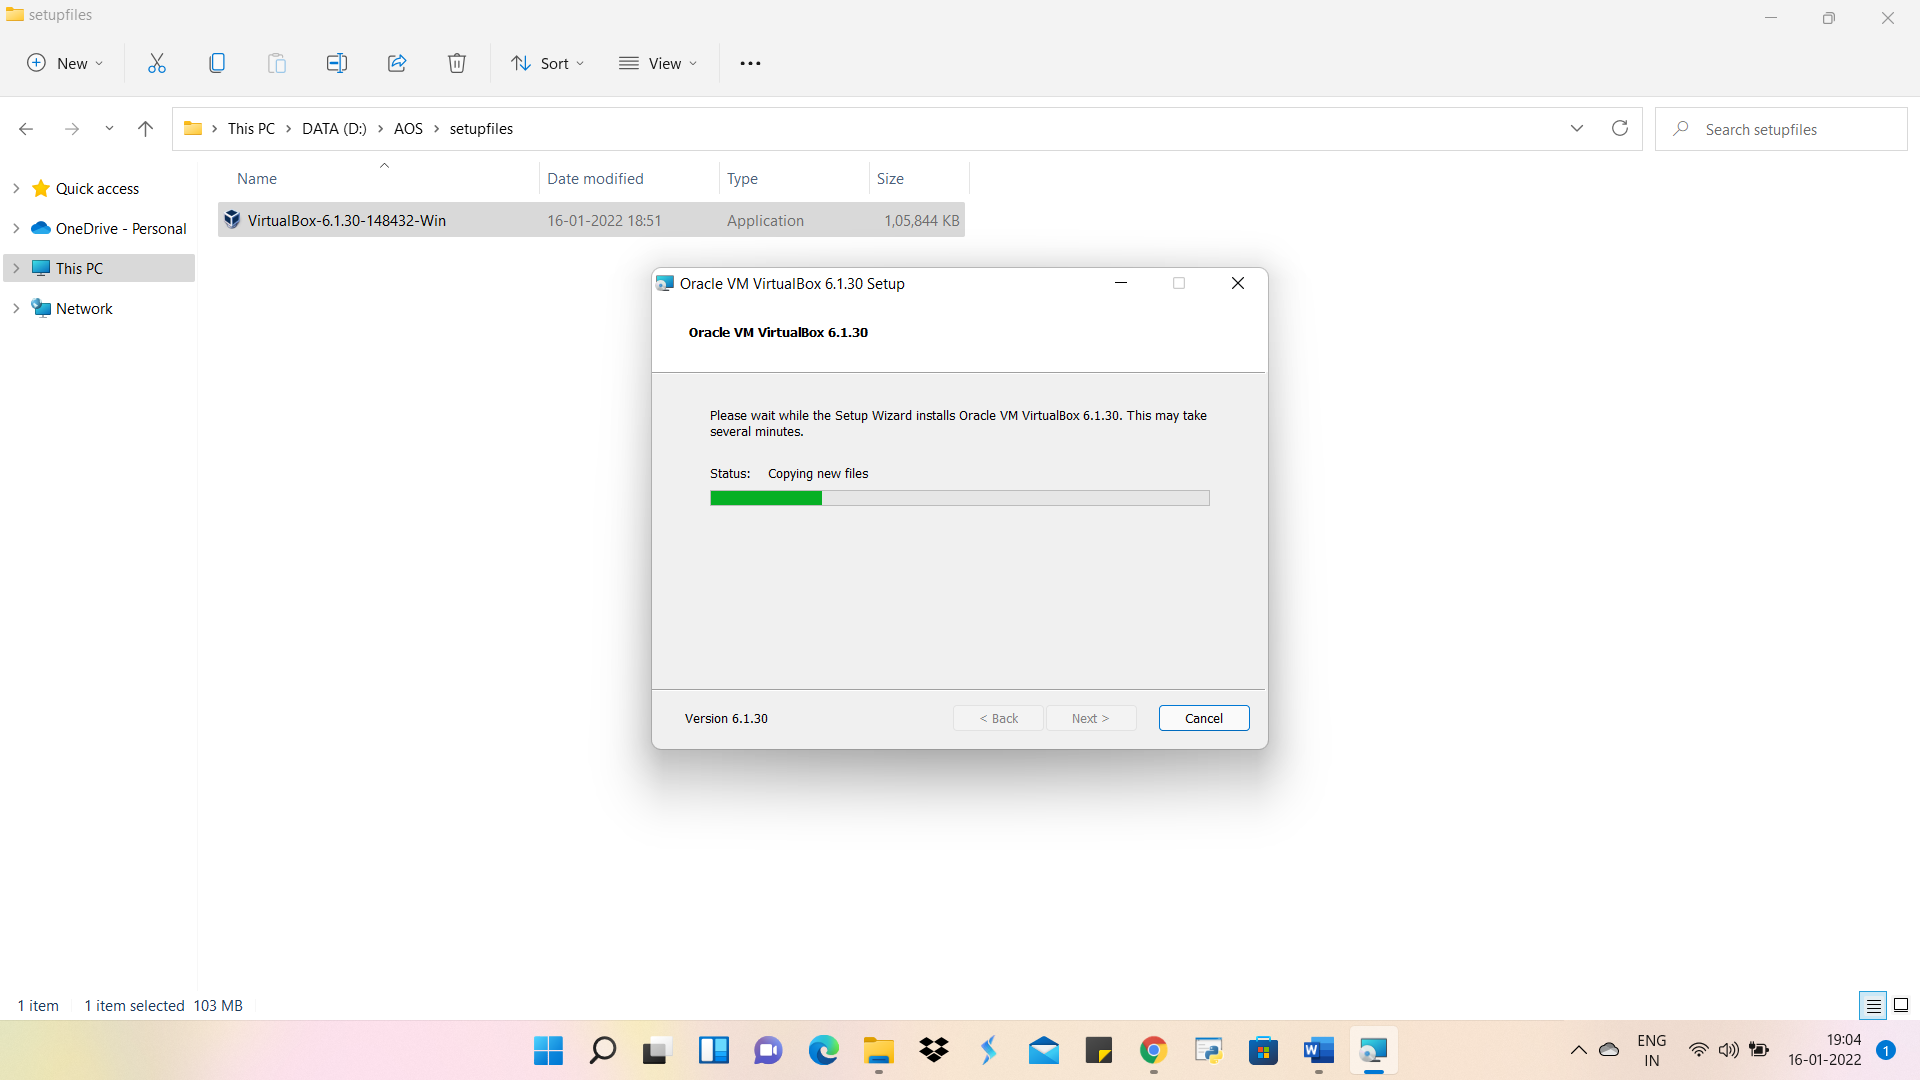 setupfiles
New
Sort
View
This PC > DATA (D:) > AOS > setupfiles
Search setupfiles
Quick access
OneDrive - Personal
This PC
Network
Name Date modified Type Size
VirtualBox-6.1.30-148432-Win 16-01-2022 18:51 Application 1,05,844 KB
Oracle VM VirtualBox 6.1.30 Setup
Oracle VM VirtualBox 6.1.30
Please wait while the Setup Wizard installs Oracle VM VirtualBox 6.1.30. This may take
several minutes.
Status: Copying new files
Version 6.1.30
< Back
Next >
Cancel
1 item 1 item selected 103 MB
W
ENG
IN
19:04
16-01-2022
1